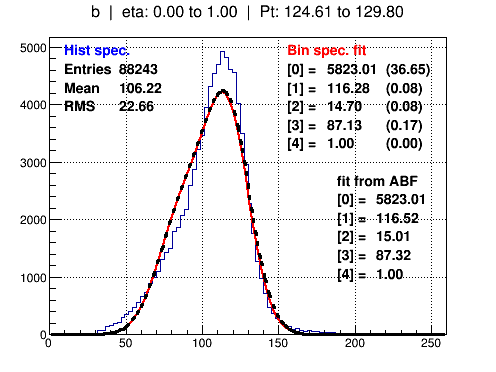 b | eta: 0.00 to 1.00 | Pt: 124.61 to 129.80
Hist spec.
Entries 88243
Mean 106.22
RMS 22.66
Bin spec. fit
[0] = 5823.01 (36.65)
[1] = 116.28 (0.08)
[2] = 14.70 (0.08)
[3] = 87.13 (0.17)
[4] = 1.00 (0.00)
fit from ABF
[0] = 5823.01
[1] = 116.52
[2] = 15.01
[3] = 87.32
[4] = 1.00
5000
4000
3000
2000
1000
0
0 50 100 150 200 250